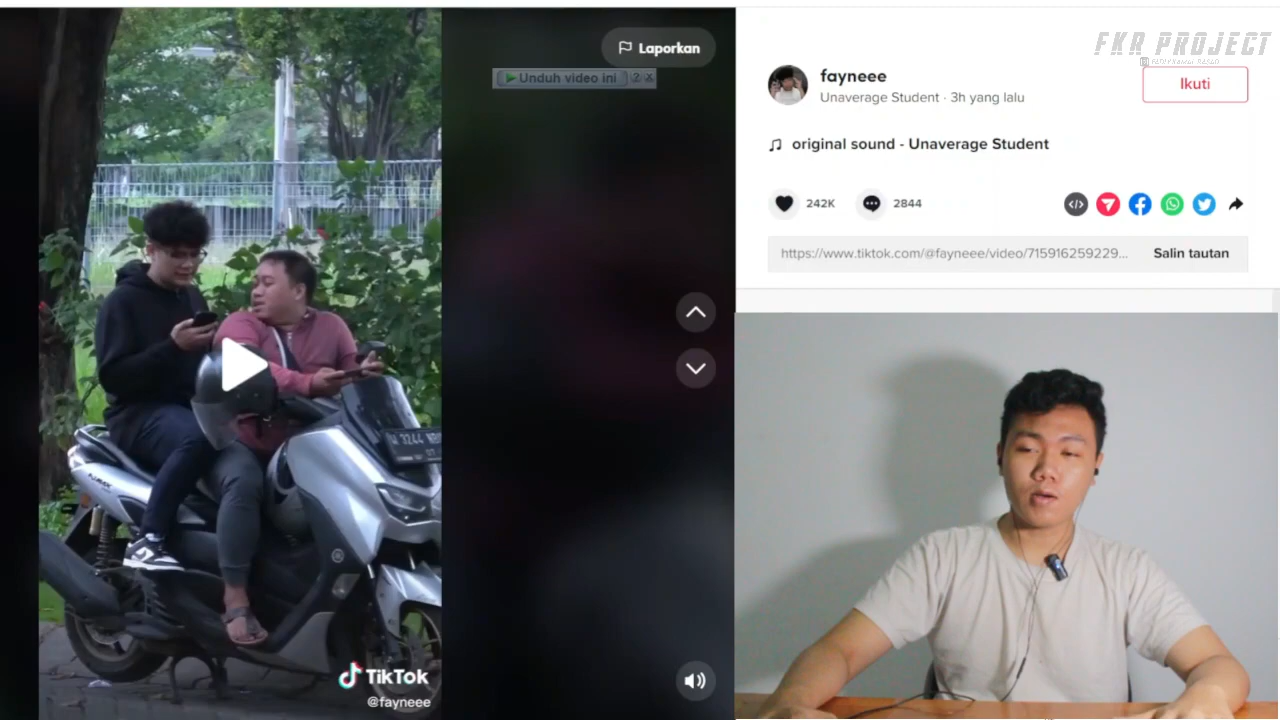 Laporkan
Unduh video ini
? X
FKR PROJECT
fayneee
Unaverage Student · 3h yang lalu
Ikuti
original sound - Unaverage Student
242K
2844
</>
https://www.tiktok.com/@fayneee/video/715916259229...
Salin tautan
TikTok
@fayneee